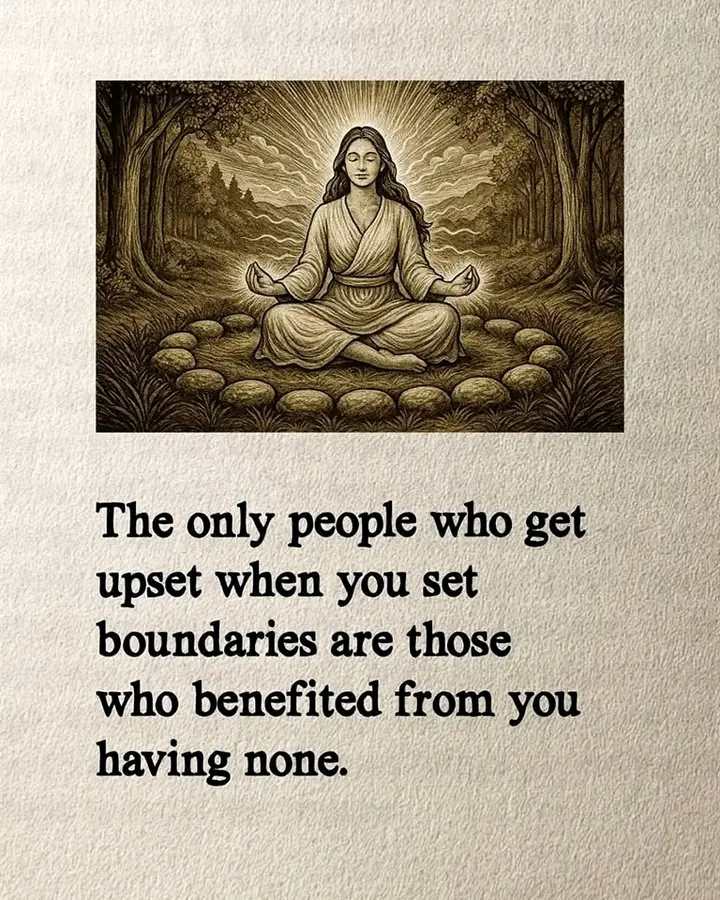 The only people who get
upset when you set
boundaries are those
who benefited from you
having none.